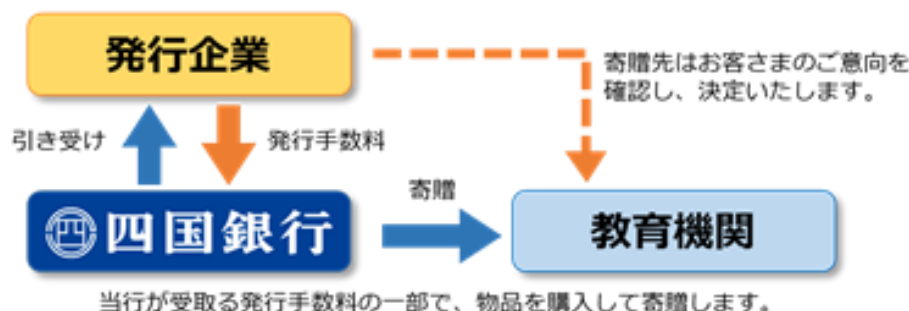 発行企業
寄贈先はお客さまのご意向を
確認し、決定いたします。
引き受け
発行手数料
四国銀行
寄贈
教育機関
当行が受取る発行手数料の一部で、物品を購入して寄贈します。